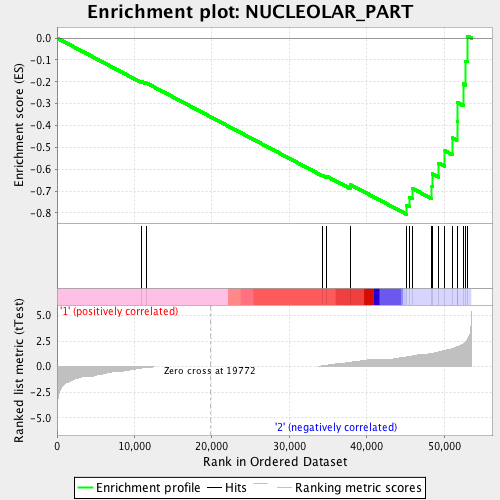 Enrichment plot: NUCLEOLAR_PART
Enrichment score (ES)
0.0
-0.1
-0.2
-0.3
-0.4
-0.5
-0.6
-0.7
-0.8
'1' (positively correlated)
Ranked list metric (tTest)
5.0
2.5
0.0
-2.5
-5.0
Zero cross at 19772
'2' (negatively correlated)
0 10,000 20,000 30,000 40,000 50,000
Rank in Ordered Dataset
Enrichment profile Hits Ranking metric scores